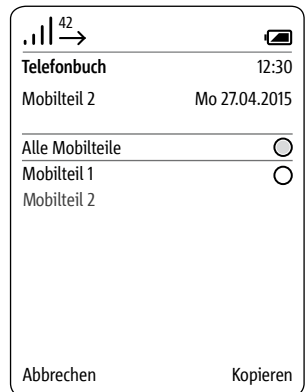 42
Telefonbuch 12:30
Mobilteil 2 Mo 27.04.2015
Alle Mobilteile
Mobilteil 1
Mobilteil 2
Abbrechen Kopieren